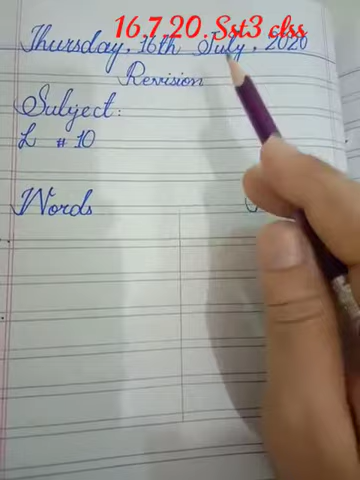 16.7.20.Sst3 clss
Thursday, 16th July, 2020
Revision
Subject:
L # 10
Words